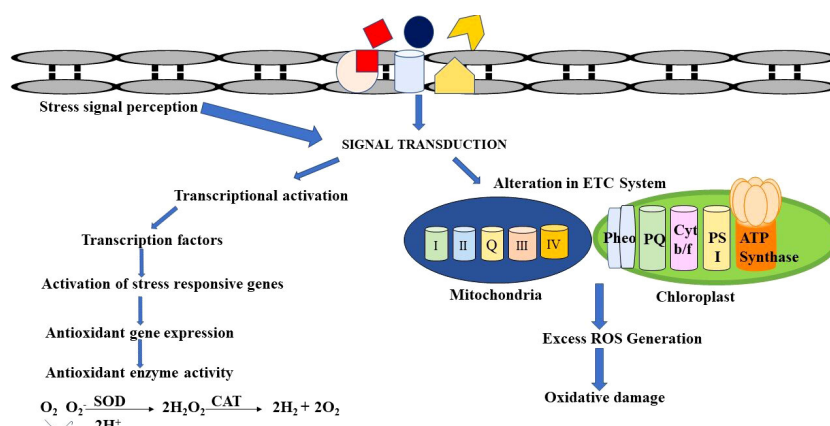 Stress signal perception
SIGNAL TRANSDUCTION
Transcriptional activation
Transcription factors
Activation of stress responsive genes
Antioxidant gene expression
Antioxidant enzyme activity
O₂ O₂⁻ SOD 2H₂O₂ CAT 2H₂ + 2O₂
2H⁺
Alteration in ETC System
I II Q III IV
Mitochondria
Pheo PQ Cyt b/f PS I ATP Synthase
Chloroplast
Excess ROS Generation
Oxidative damage